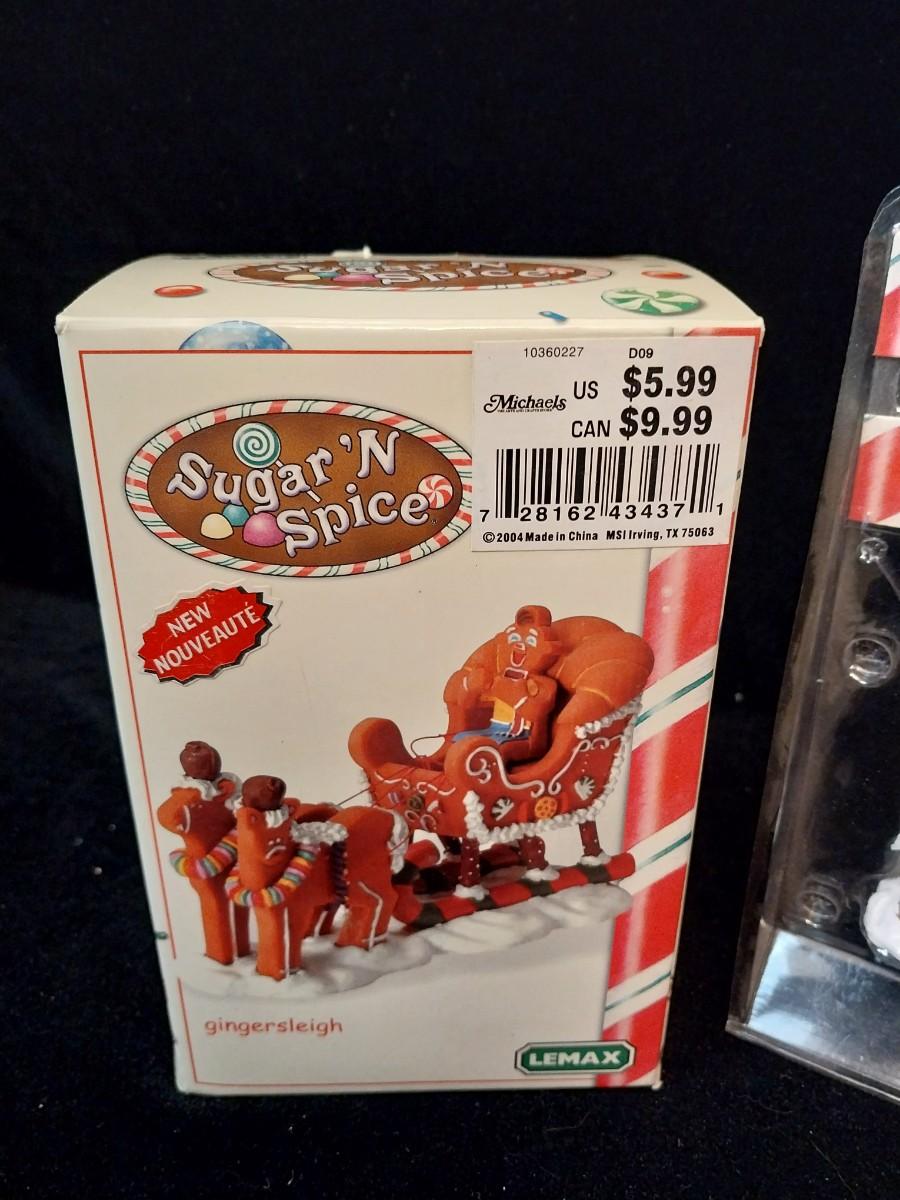 Sugar 'N
Spice
10360227 D09
Michaels US $5.99
CAN $9.99
7 28162 43437 1
©2004 Made in China MSI Irving, TX 75063
Sugar 'N
Spice
NEW
NOUVEAUTÉ
gingersleigh
LEMAX